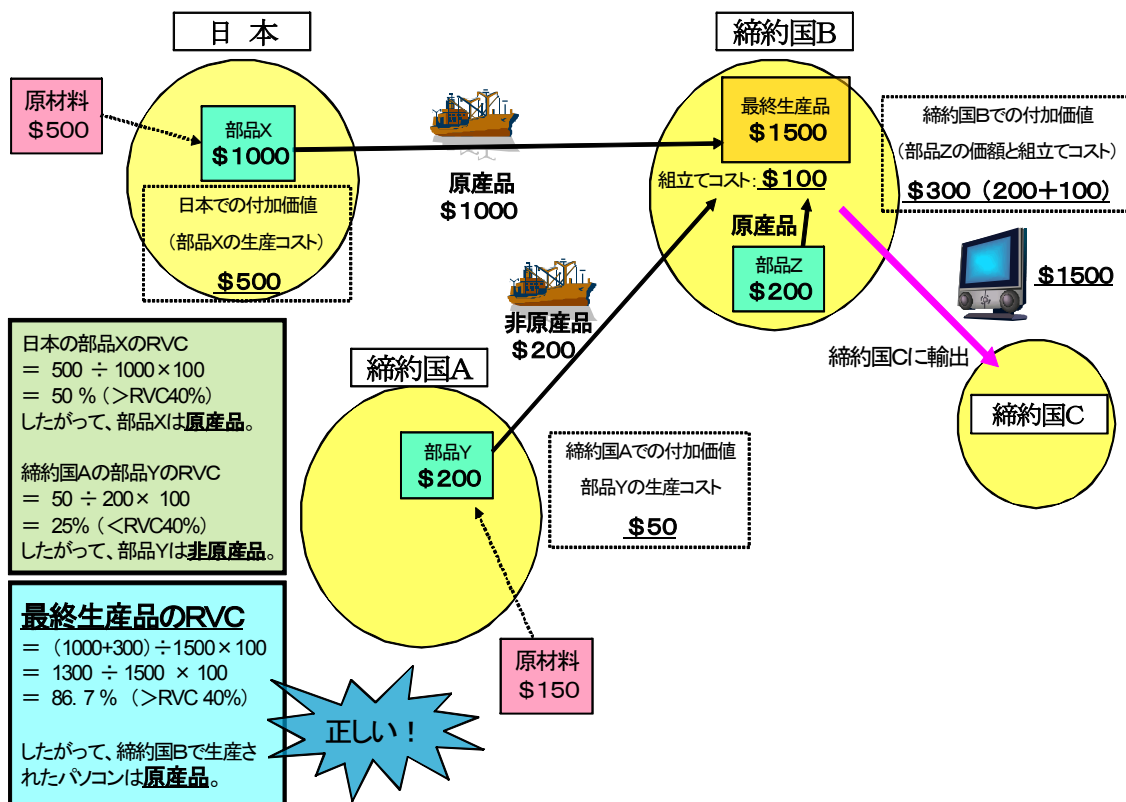 日 本
原材料
＄500
部品X
＄1000
日本での付加価値
（部品Xの生産コスト）
＄500
原産品
＄1000
締約国B
最終生産品
＄1500
組立てコスト：＄100
原産品
部品Z
＄200
締約国Bでの付加価値
（部品Zの価額と組立てコスト）
＄300（200＋100）
＄1500
締約国Cに輸出
締約国C
非原産品
＄200
締約国A
部品Y
＄200
締約国Aでの付加価値
部品Yの生産コスト
＄50
原材料
＄150
日本の部品XのRVC
＝ 500 ÷ 1000×100
＝ 50 %（＞RVC40%）
したがって、部品Xは原産品。
締約国Aの部品YのRVC
＝ 50 ÷ 200× 100
＝ 25%（＜RVC40%）
したがって、部品Yは非原産品。
最終生産品のRVC
＝ (1000+300)÷1500×100
＝ 1300 ÷ 1500 × 100
＝ 86.7% （＞RVC 40%）
したがって、締約国Bで生産さ
れたパソコンは原産品。
正しい！